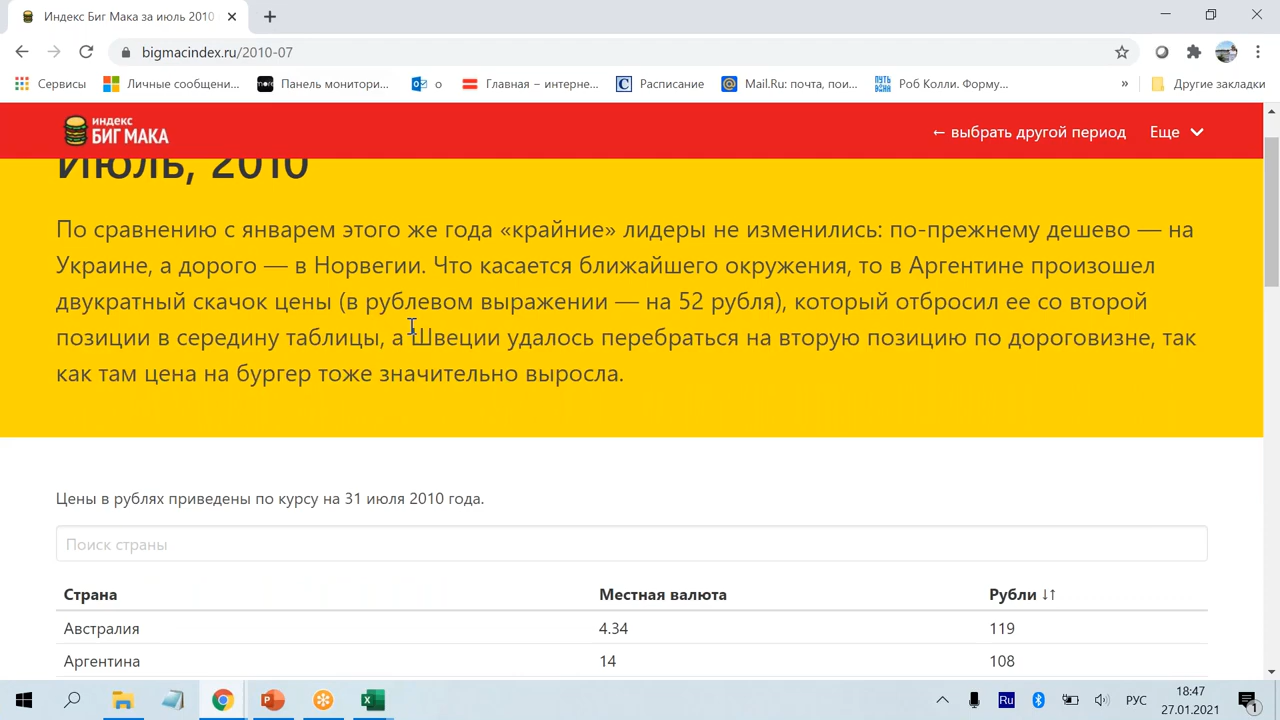 Индекс Биг Мака за июль 2010
bigmacindex.ru/2010-07
Сервисы
Личные сообщени...
Панель монитори...
о
Главная – интерне...
Расписание
Mail.Ru: почта, пои...
ПУТЬ
Роб Колли. Форму...
»
Другие закладки
индекс
БИГ МАКА
← выбрать другой период
Еще
Июль, 2010
По сравнению с январем этого же года «крайние» лидеры не изменились: по-прежнему дешево — на
Украине, а дорого — в Норвегии. Что касается ближайшего окружения, то в Аргентине произошел
двукратный скачок цены (в рублевом выражении — на 52 рубля), который отбросил ее со второй
позиции в середину таблицы, а Швеции удалось перебраться на вторую позицию по дороговизне, так
как там цена на бургер тоже значительно выросла.
Цены в рублях приведены по курсу на 31 июля 2010 года.
Поиск страны
Страна Местная валюта Рубли ↓↑
Австралия 4.34 119
Аргентина 14 108
Ru
РУС
18:47
27.01.2021
1